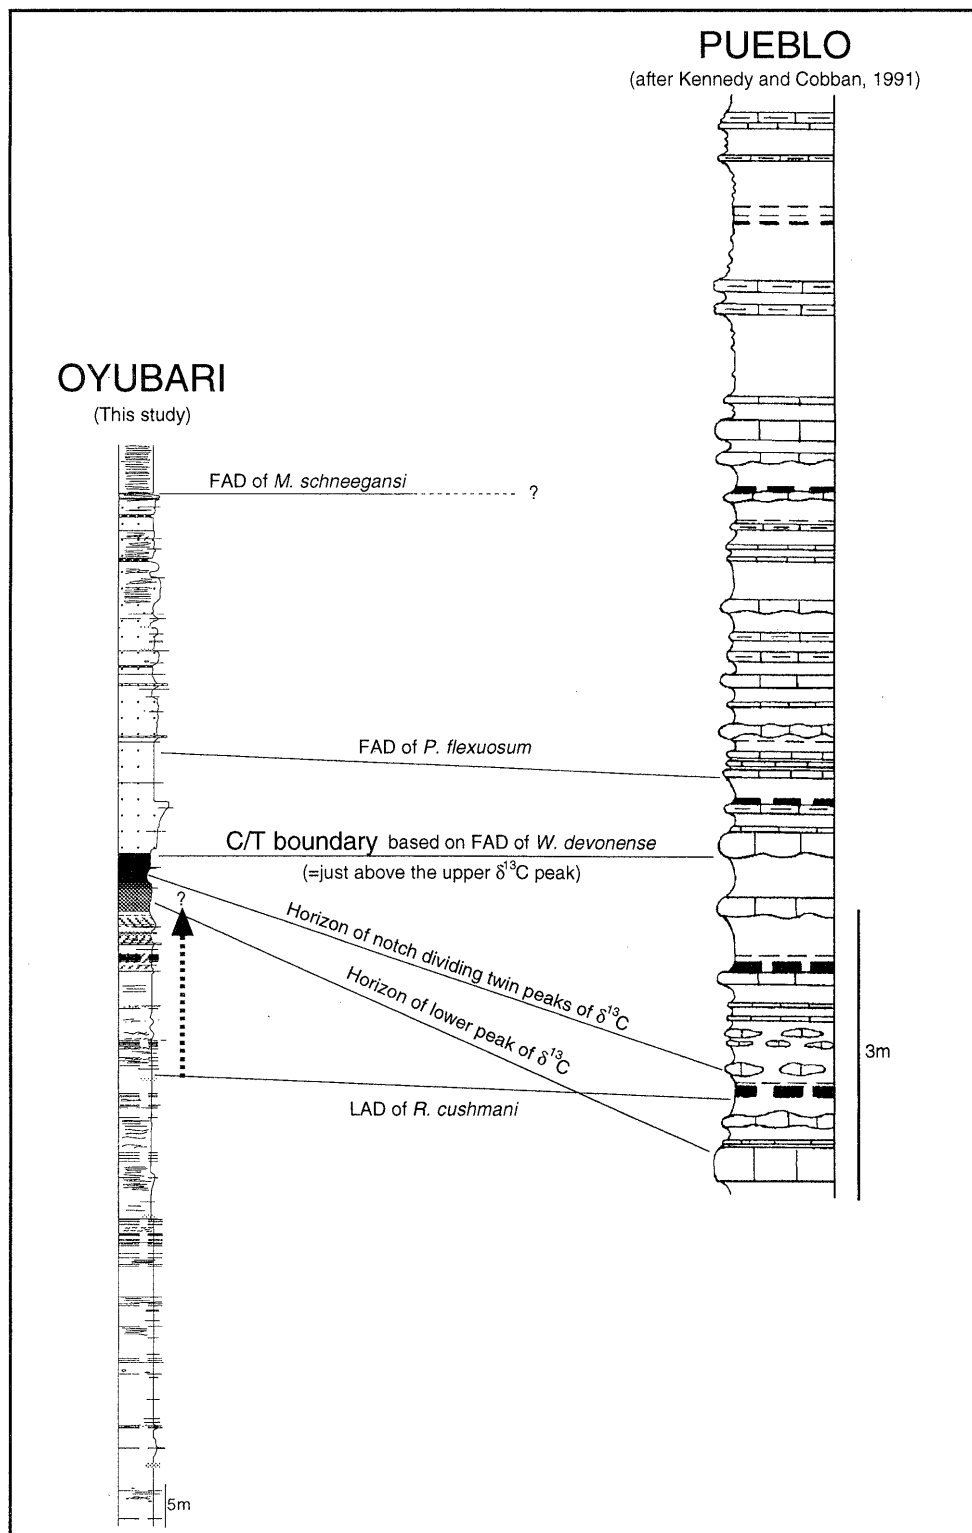 PUEBLO
(after Kennedy and Cobban, 1991)
OYUBARI
(This study)
FAD of M. schneegansi
?
FAD of P. flexuosum
C/T boundary based on FAD of W. devonense
(=just above the upper δ¹³C peak)
?
Horizon of notch dividing twin peaks of δ¹³C
Horizon of lower peak of δ¹³C
3m
LAD of R. cushmani
5m